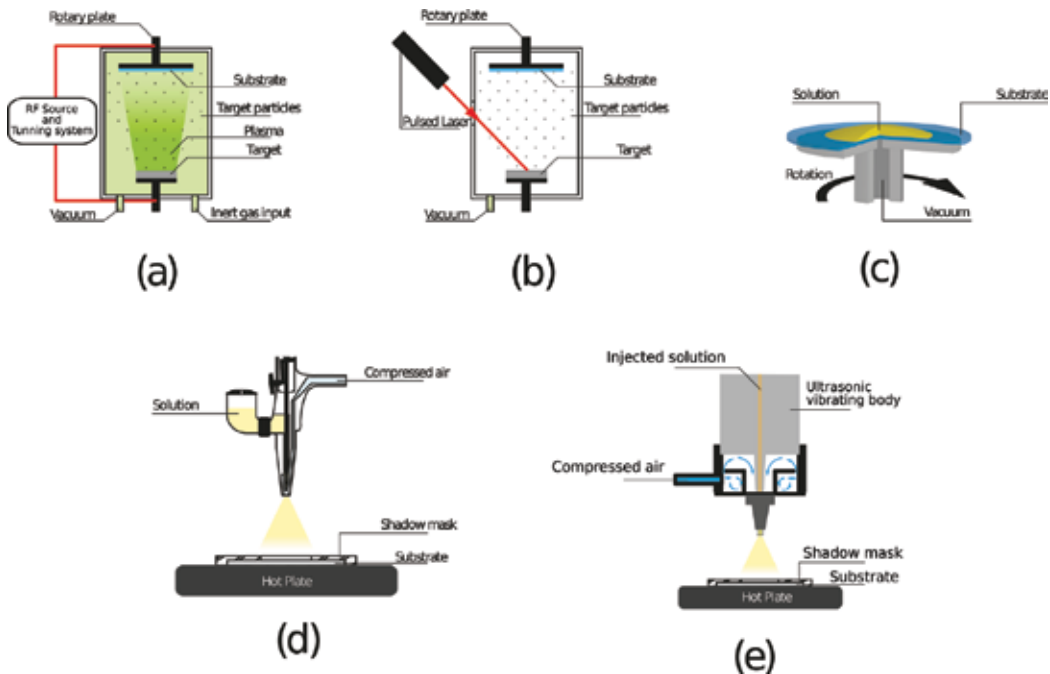 Rotary plate
Substrate
Target particles
RF Source
and
Tunning system
Plasma
Target
Vacuum
Inert gas input
(a)
Rotary plate
Substrate
Target particles
Pulsed Laser
Target
Vacuum
(b)
Solution
Substrate
Rotation
Vacuum
(c)
Compressed air
Solution
Shadow mask
Substrate
Hot Plate
(d)
Injected solution
Ultrasonic
vibrating body
Compressed air
Shadow mask
Substrate
Hot Plate
(e)